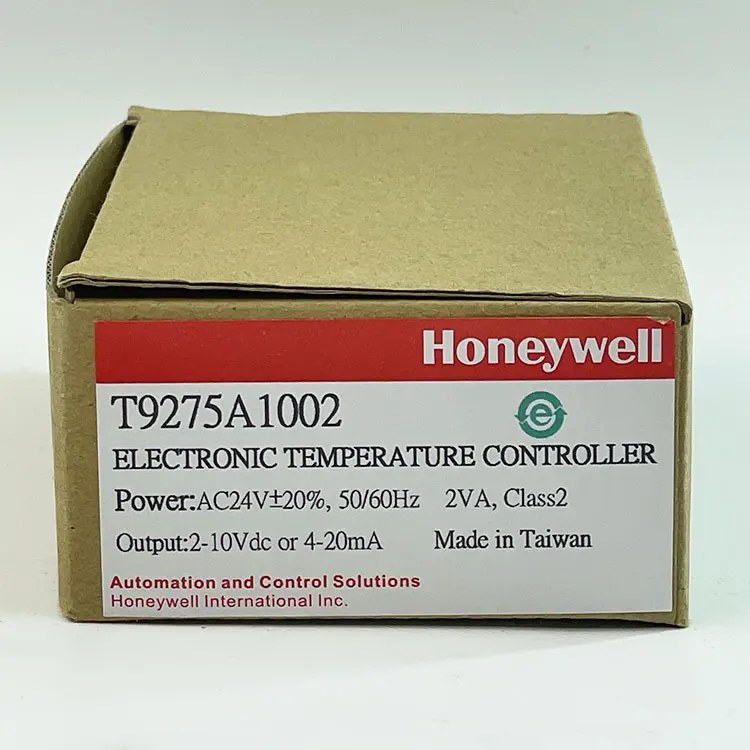 Honeywell
T9275A1002
e
ELECTRONIC TEMPERATURE CONTROLLER
Power:AC24V±20%, 50/60Hz 2VA, Class2
Output:2-10Vdc or 4-20mA Made in Taiwan
Automation and Control Solutions
Honeywell International Inc.